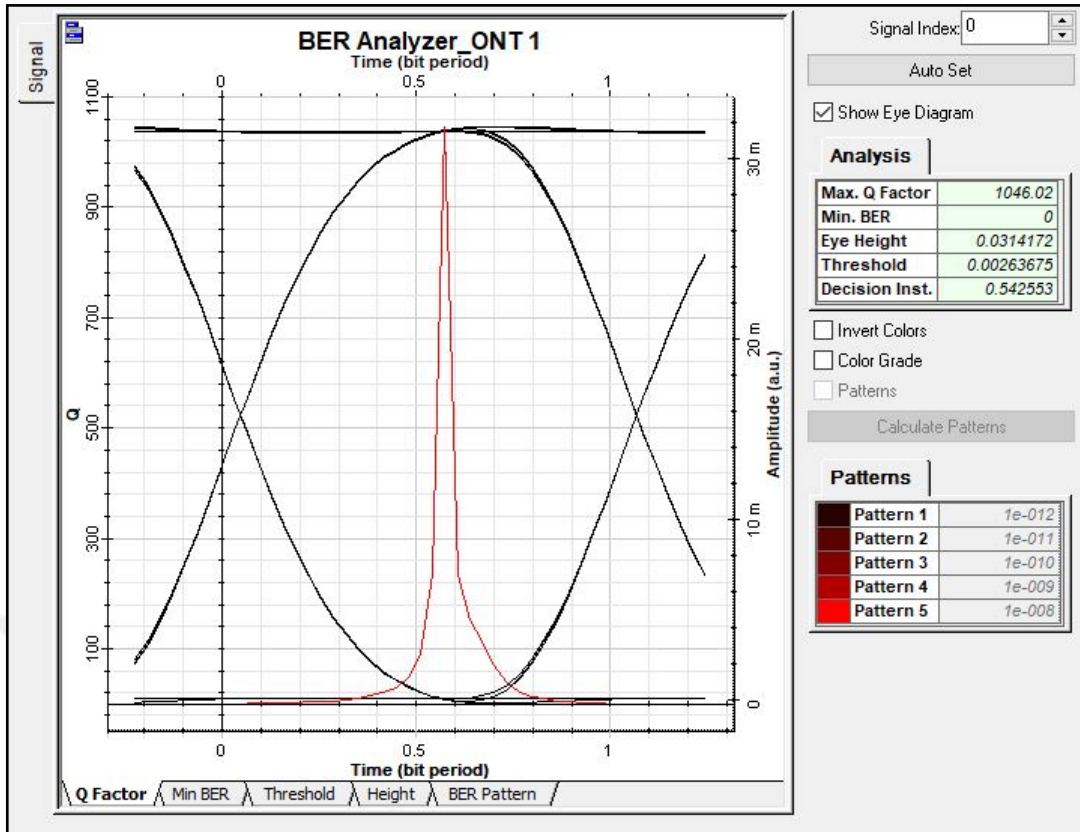 Signal
BER Analyzer_ONT 1
Time (bit period)
0 0.5 1
1100
900
700
500
300
100
Q
30 m
20 m
10 m
0
Amplitude (a.u.)
0 0.5 1
Time (bit period)
Q Factor Min BER Threshold Height BER Pattern
Signal Index: 0
Auto Set
Show Eye Diagram
Analysis
Max. Q Factor 1046.02
Min. BER 0
Eye Height 0.0314172
Threshold 0.00263675
Decision Inst. 0.542553
Invert Colors
Color Grade
Patterns
Calculate Patterns
Patterns
Pattern 1 1e-012
Pattern 2 1e-011
Pattern 3 1e-010
Pattern 4 1e-009
Pattern 5 1e-008